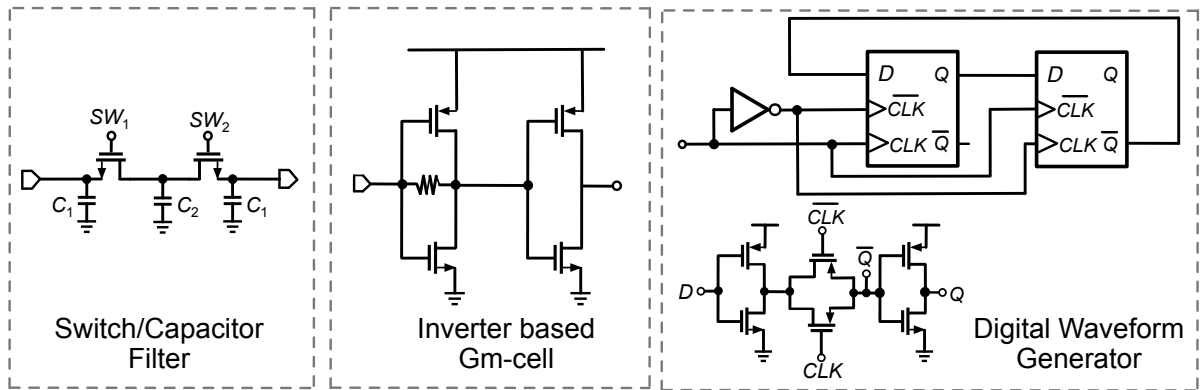 SW1
SW2
C1
C2
C1
Switch/Capacitor
Filter
Inverter based
Gm-cell
D Q
CLK
CLK Q
D Q
CLK
CLK Q
CLK
D
Q
Q
CLK
Digital Waveform
Generator